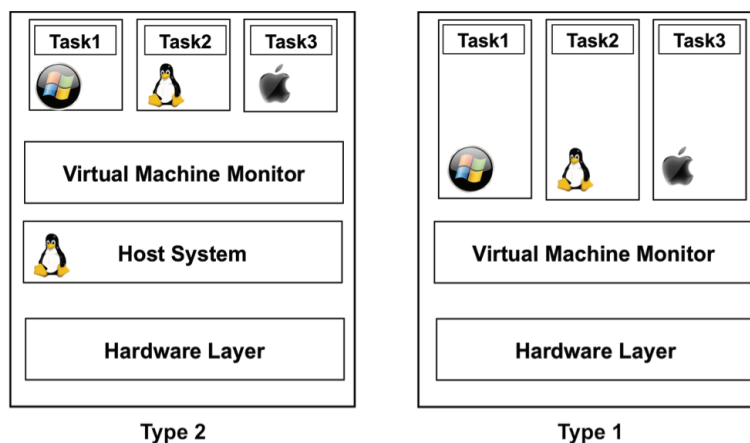 Task1 Task2 Task3
Virtual Machine Monitor
Host System
Hardware Layer
Type 2
Task1 Task2 Task3
Virtual Machine Monitor
Hardware Layer
Type 1